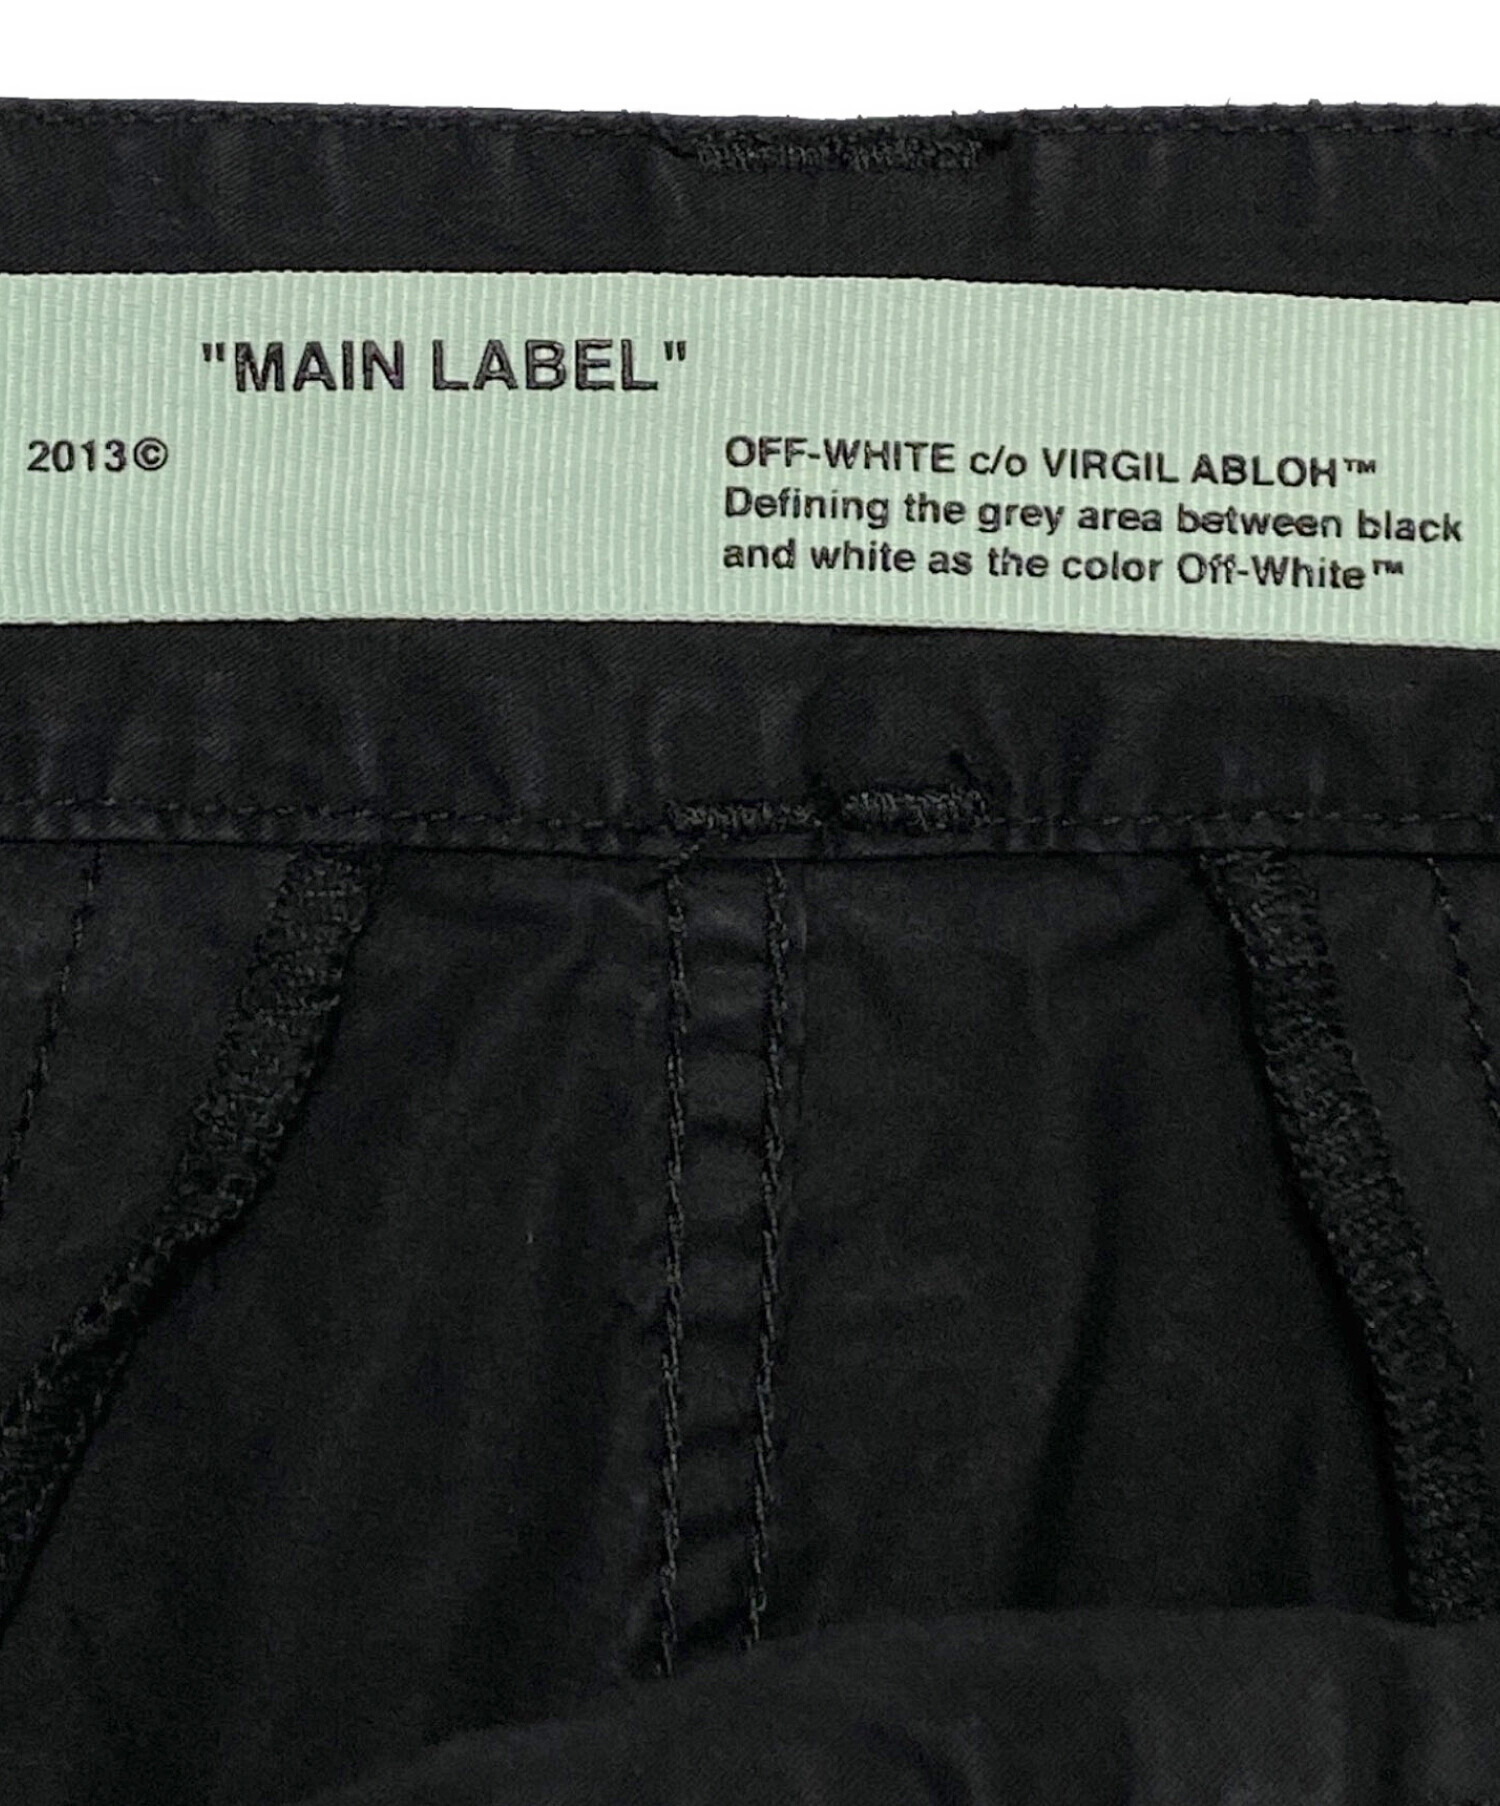 "MAIN LABEL"
2013©
OFF-WHITE c/o VIRGIL ABLOH™
Defining the grey area between black
and white as the color Off-White™